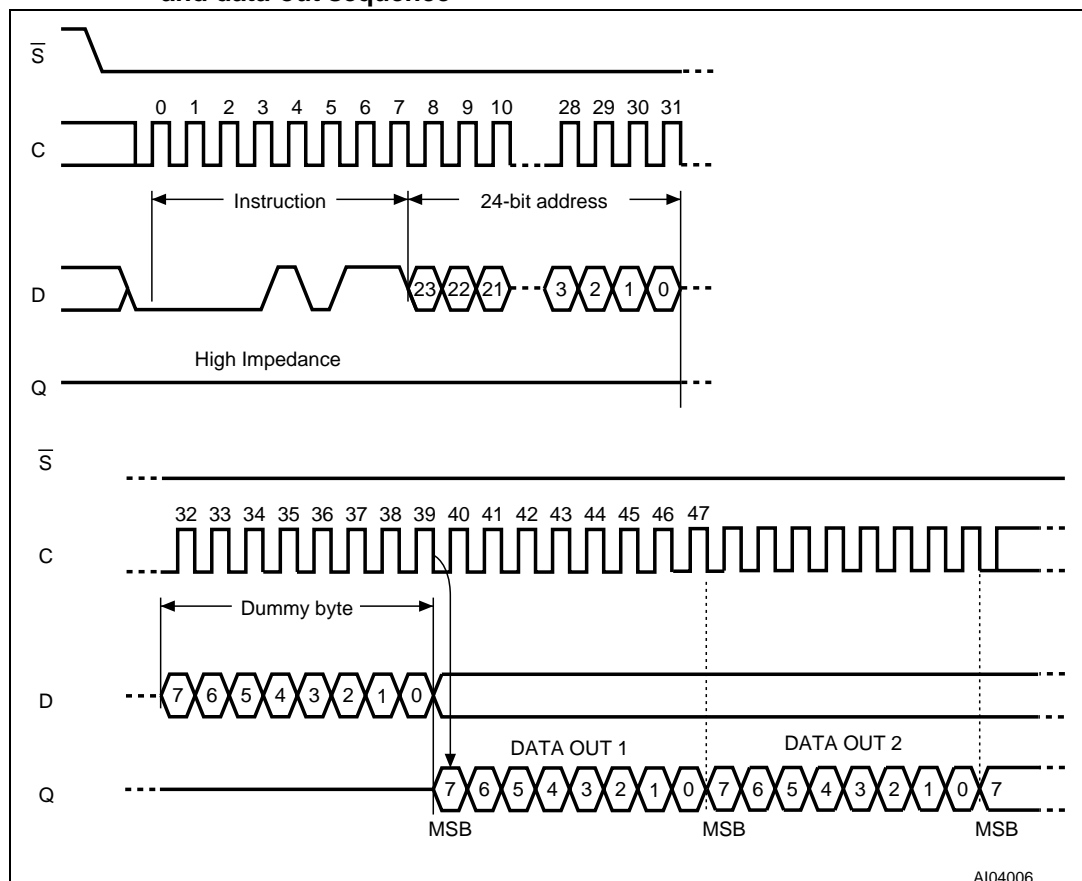 and data-out sequence
S
0 1 2 3 4 5 6 7 8 9 10 28 29 30 31
C
Instruction 24-bit address
D
23 22 21 3 2 1 0
High Impedance
Q
S
32 33 34 35 36 37 38 39 40 41 42 43 44 45 46 47
C
Dummy byte
D
7 6 5 4 3 2 1 0
DATA OUT 1 DATA OUT 2
Q
7 6 5 4 3 2 1 0 7 6 5 4 3 2 1 0 7
MSB MSB MSB
AI04006